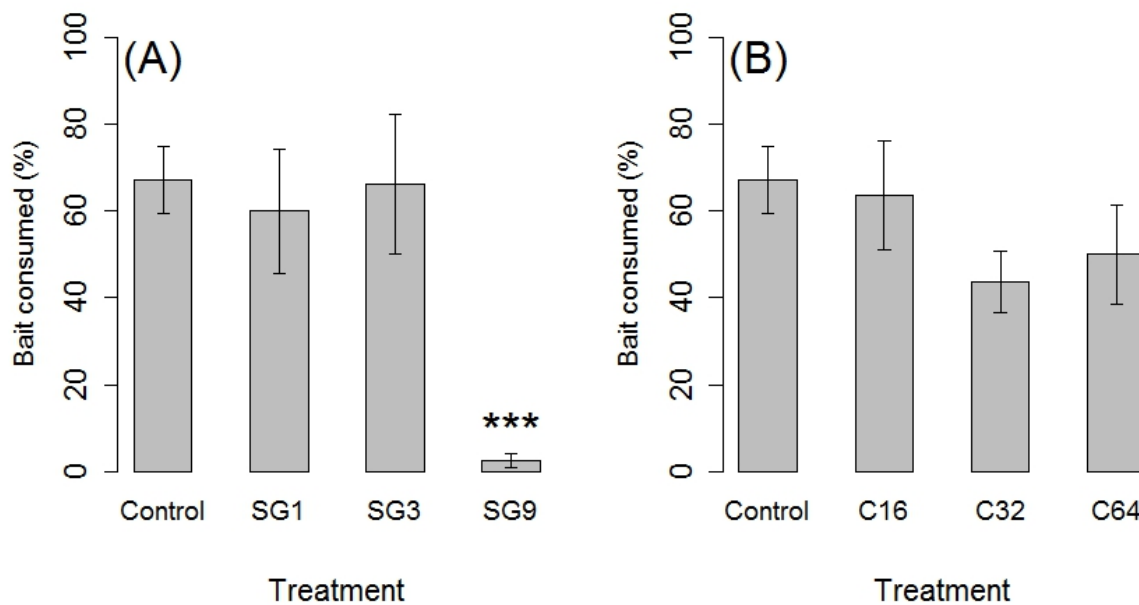 (A)
Bait consumed (%)
100
80
60
40
20
0
***
Control SG1 SG3 SG9
Treatment
(B)
Bait consumed (%)
100
80
60
40
20
0
Control C16 C32 C64
Treatment